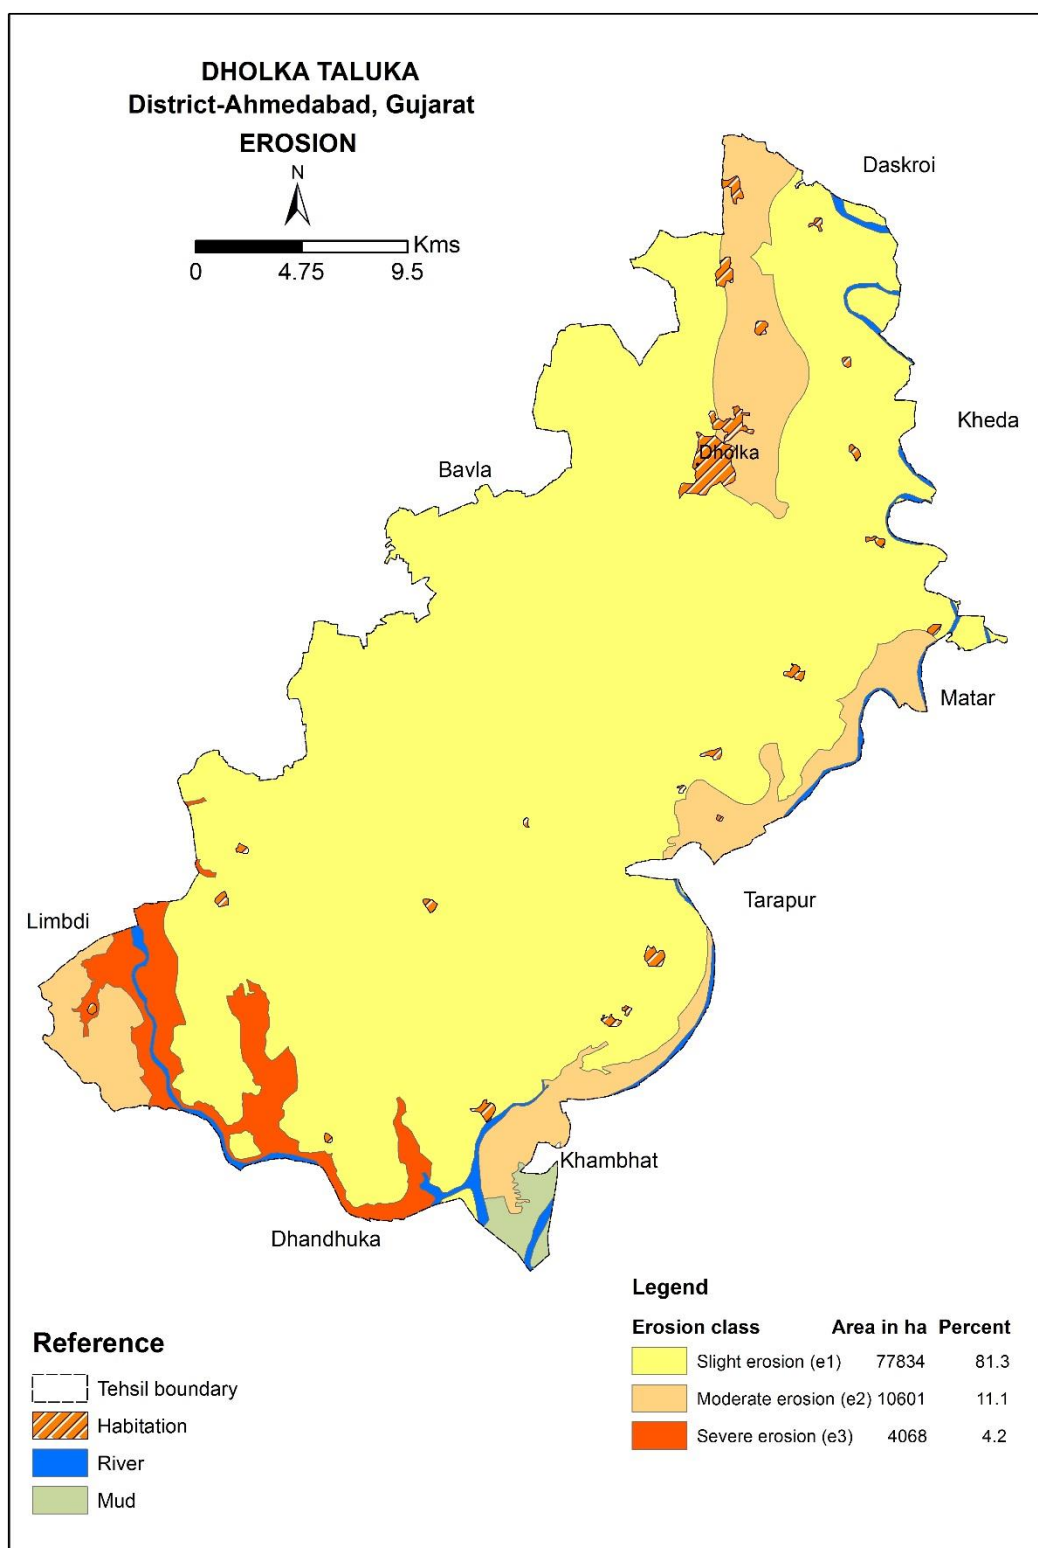 DHOLKA TALUKA
District-Ahmedabad, Gujarat
EROSION
N
Kms
0 4.75 9.5
Daskroi
Kheda
Bavla
Dholka
Matar
Tarapur
Limbdi
Khambhat
Dhandhuka
Legend
Erosion class Area in ha Percent
Slight erosion (e1) 77834 81.3
Moderate erosion (e2) 10601 11.1
Severe erosion (e3) 4068 4.2
Reference
Tehsil boundary
Habitation
River
Mud